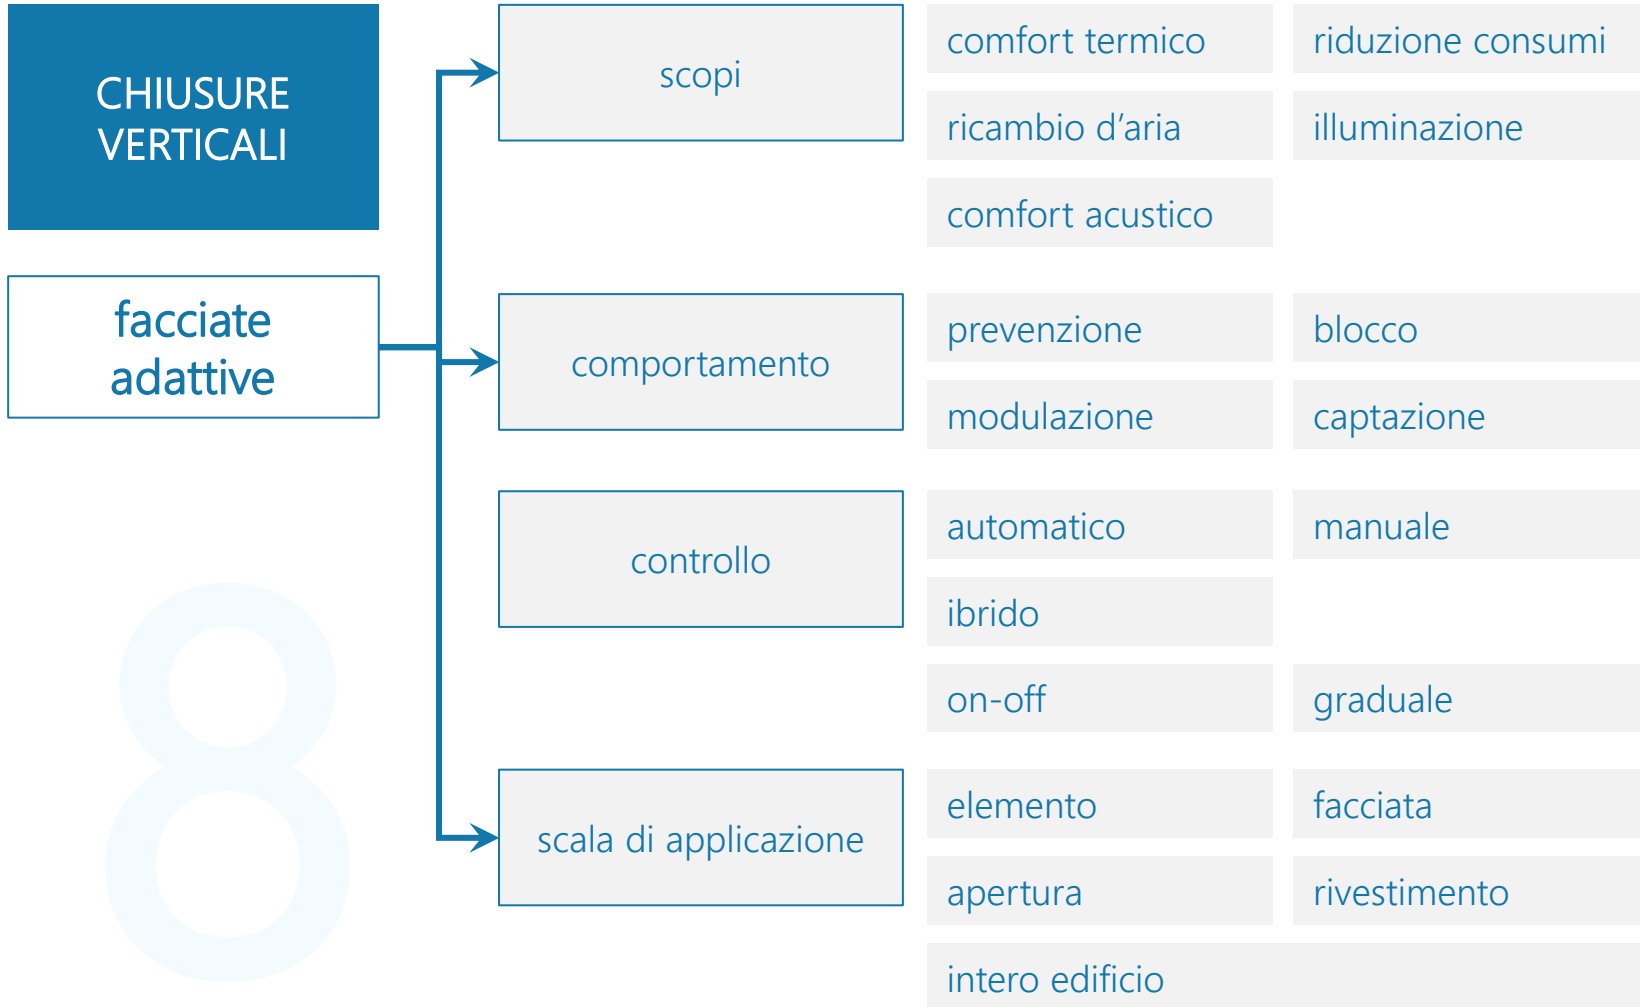 CHIUSURE
VERTICALI
facciate
adattive
8
scopi
comfort termico
riduzione consumi
ricambio d’aria
illuminazione
comfort acustico
comportamento
prevenzione
blocco
modulazione
captazione
controllo
automatico
manuale
ibrido
on-off
graduale
scala di applicazione
elemento
facciata
apertura
rivestimento
intero edificio